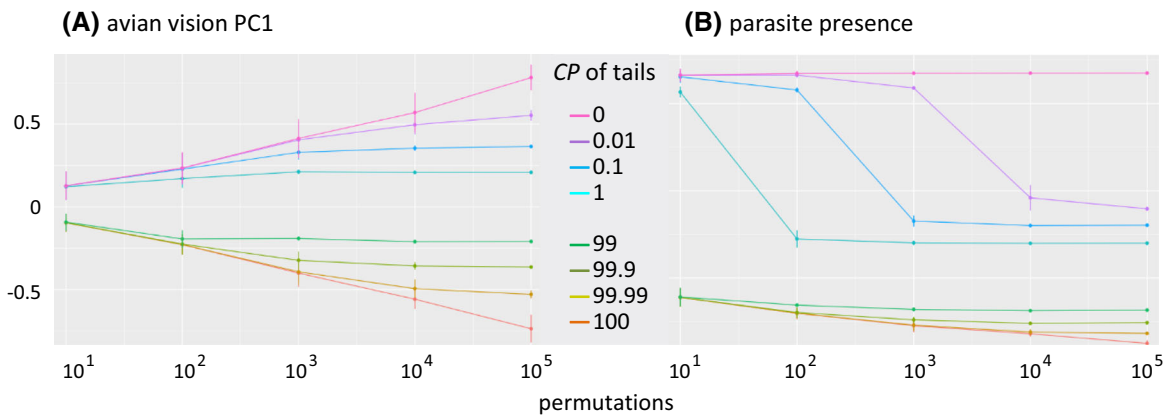 (A) avian vision PC1
(B) parasite presence
CP of tails
0
0.01
0.1
1
99
99.9
99.99
100
0.5
0
-0.5
10^1 10^2 10^3 10^4 10^5
10^1 10^2 10^3 10^4 10^5
permutations